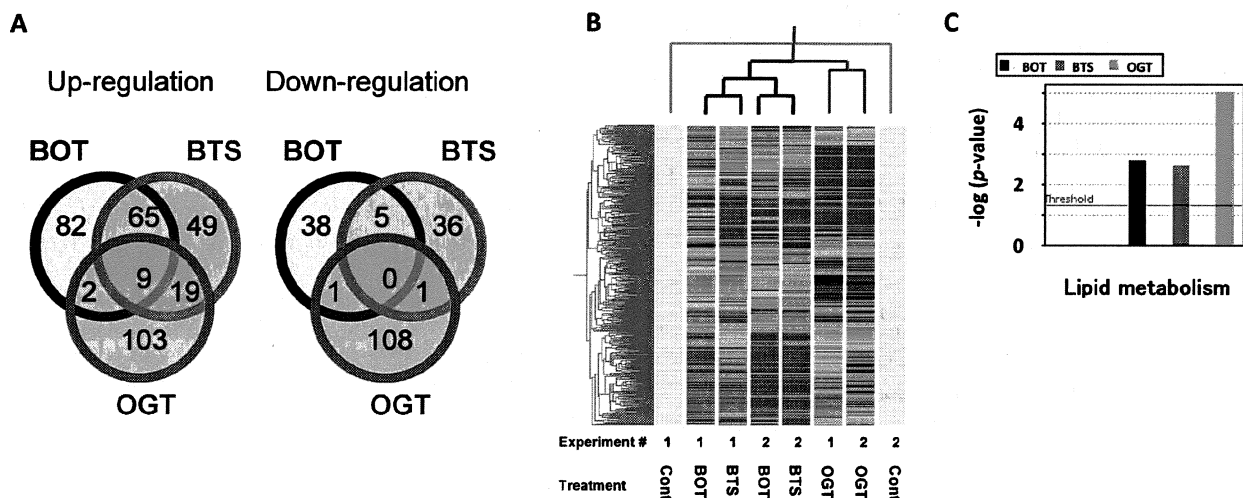 A
Up-regulation
Down-regulation
BOT
BTS
82
65
49
9
2
19
103
OGT
BOT
BTS
38
5
36
0
1
1
108
OGT
B
Experiment # 1 1 1 2 2 1 2 2
Treatment Cont BOT BTS BOT BTS OGT OGT Cont
C
BOT BTS OGT
-log (p-value)
4
2
0
Threshold
Lipid metabolism